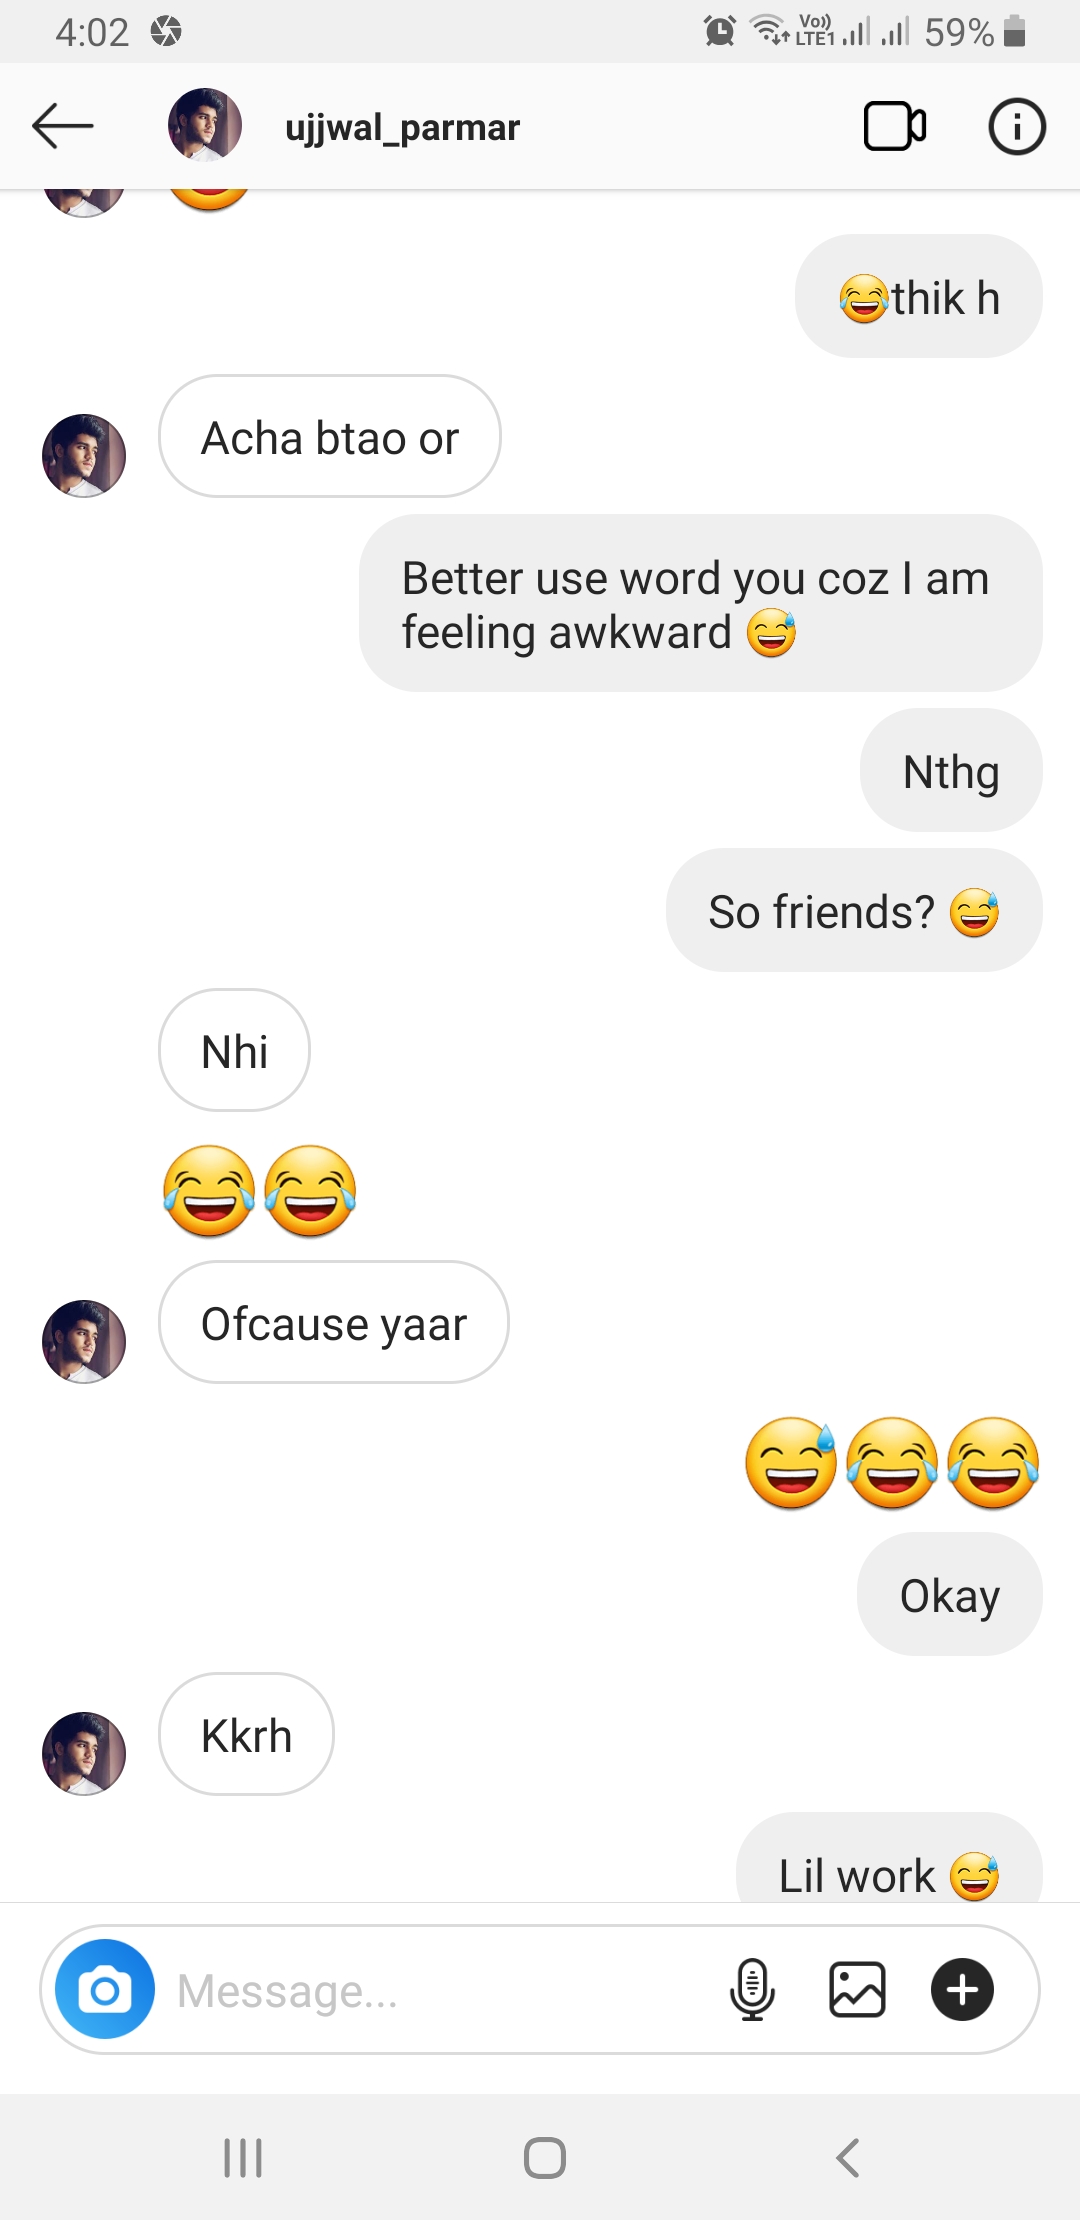 4:02 Vo)) LTE1 59%
ujjwal_parmar
😂thik h
Acha btao or
Better use word you coz I am
feeling awkward 😅
Nthg
So friends? 😅
Nhi
😂😂
Ofcause yaar
😅😂😂
Okay
Kkrh
Lil work 😅
Message...